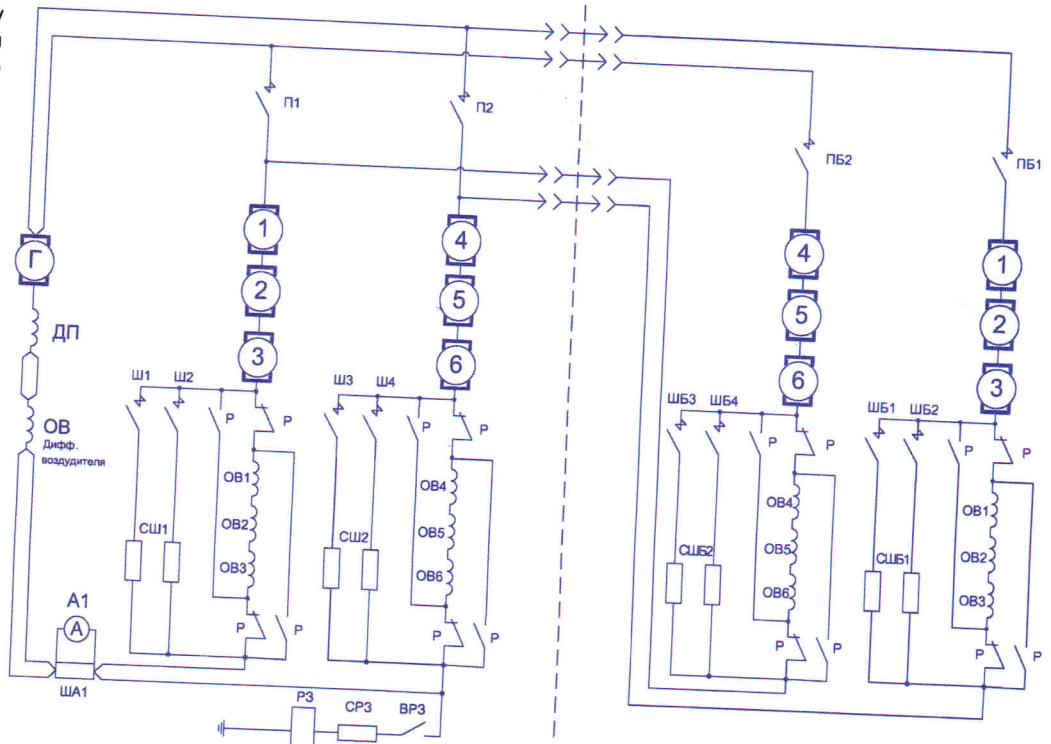 П1
П2
ПБ2
ПБ1
1
2
3
4
5
6
4
5
6
1
2
3
Г
ДП
ОВ
Дифф.
воздудителя
Ш1 Ш2
Р
Р
ОВ1
ОВ2
ОВ3
СШ1
Р
Р
Ш3 Ш4
Р
Р
ОВ4
ОВ5
ОВ6
СШ2
Р
Р
ШБ3 ШБ4
Р
Р
ОВ4
ОВ5
ОВ6
СШБ2
Р
Р
ШБ1 ШБ2
Р
Р
ОВ1
ОВ2
ОВ3
СШБ1
Р
Р
А1
А
ША1
РЗ СРЗ ВРЗ